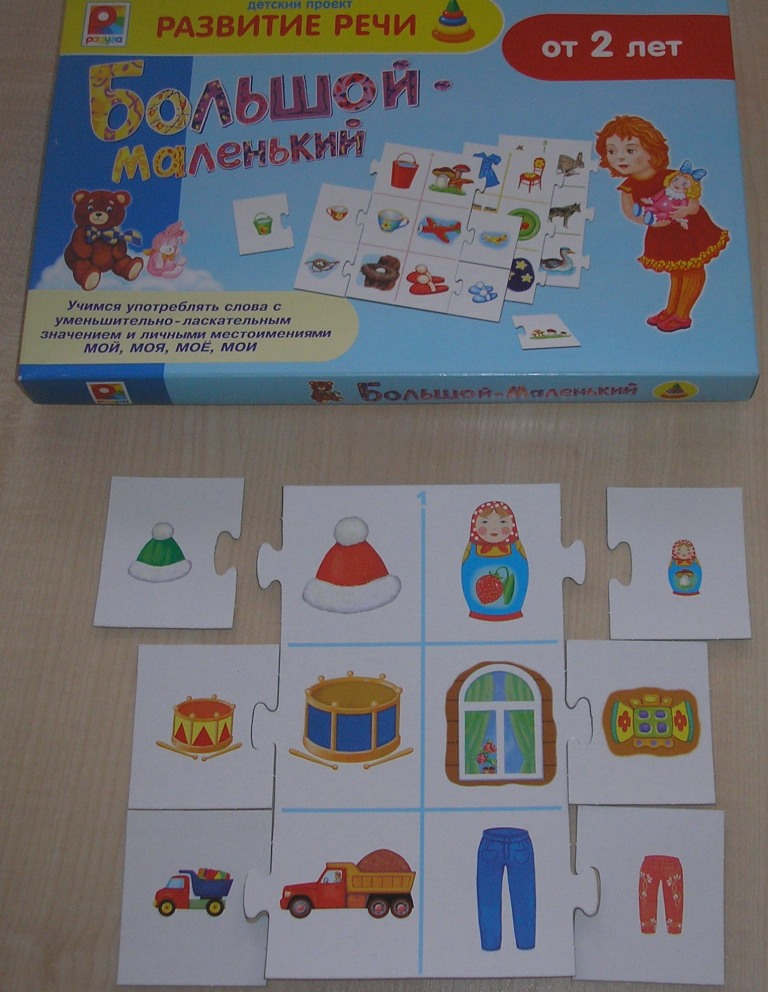 детский проект
РАЗВИТИЕ РЕЧИ
радуга
от 2 лет
Большой-
маленький
Учимся употреблять слова с
уменьшительно-ласкательным
значением и личными местоимениями
МОЙ, МОЯ, МОЁ, МОИ
Большой-маленький
1